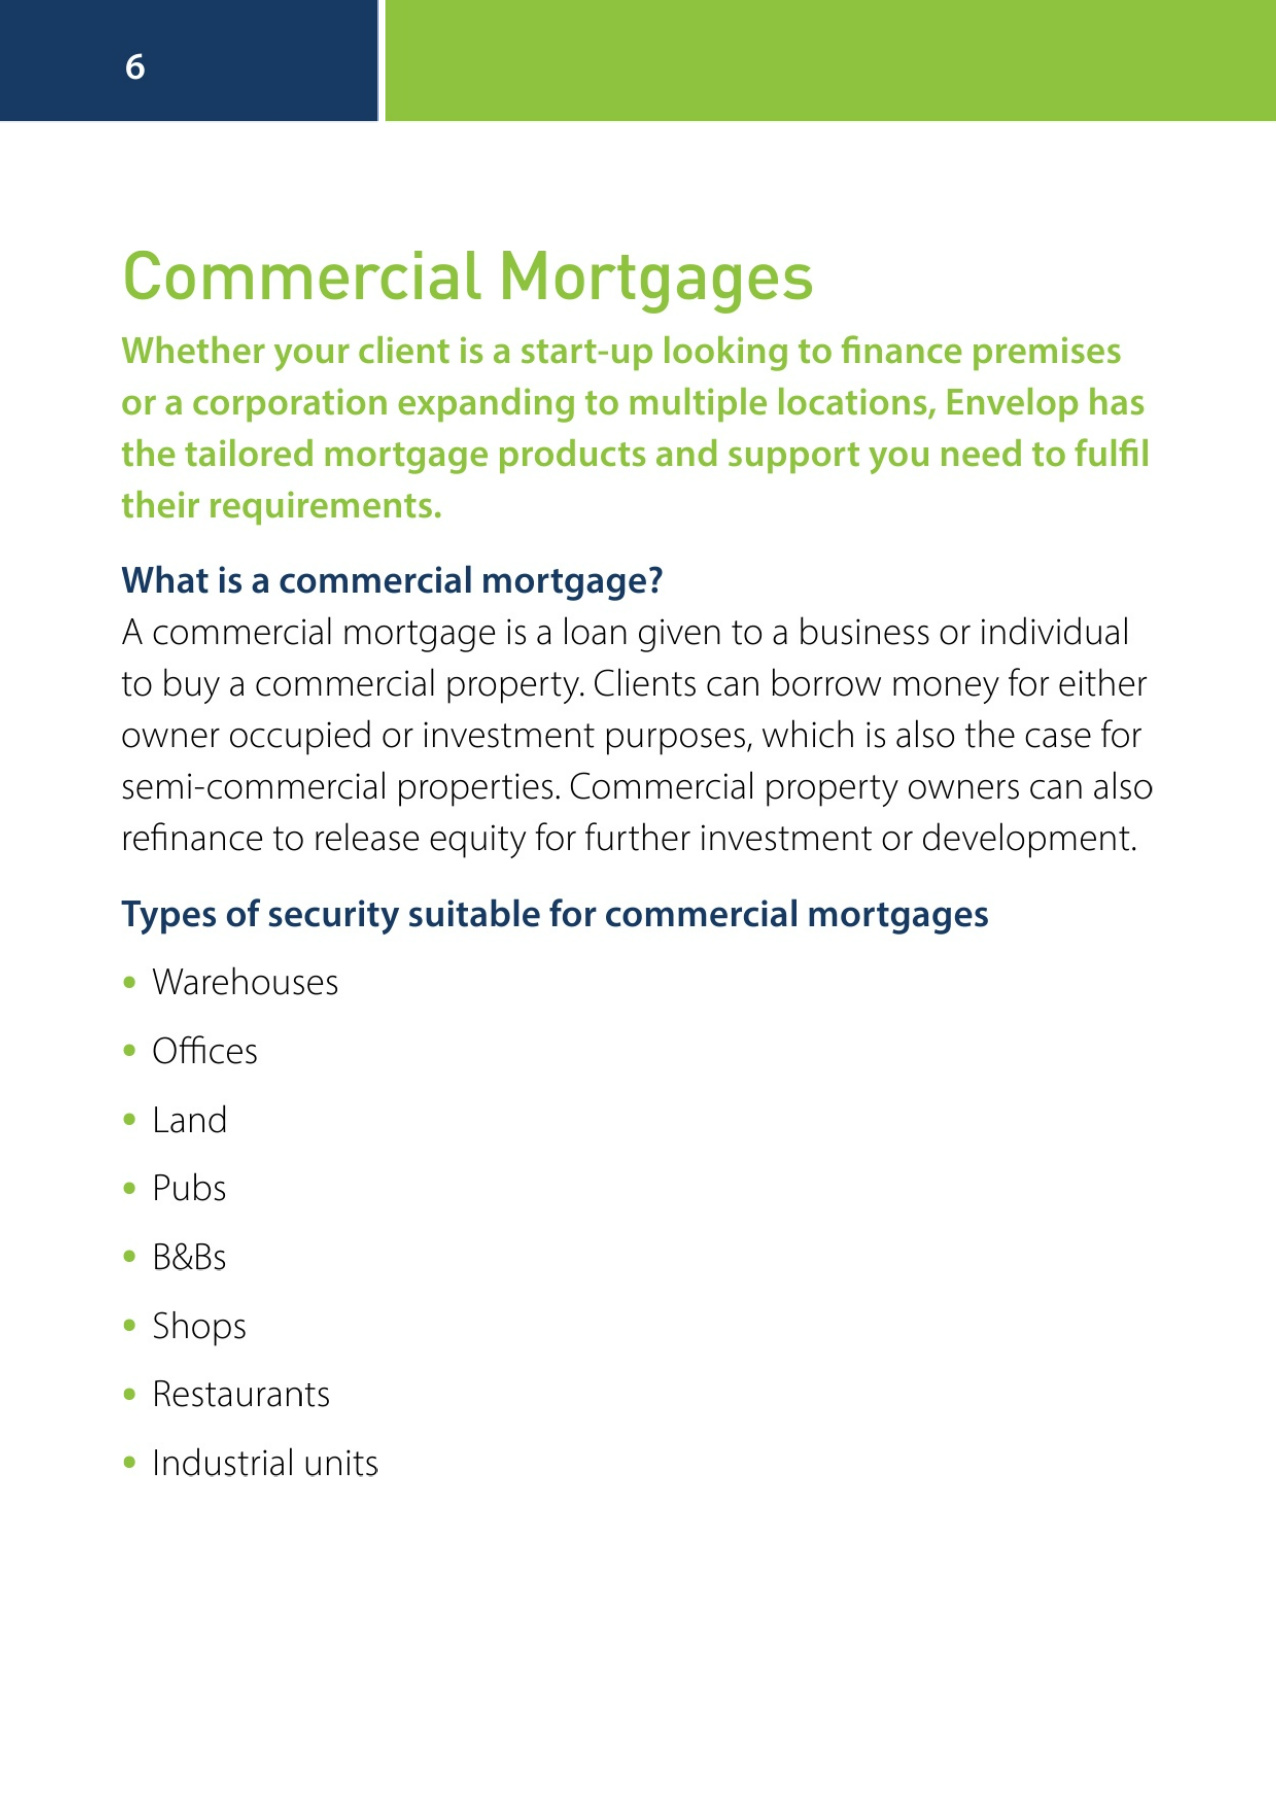 6
Commercial Mortgages
Whether your client is a start-up looking to finance premises
or a corporation expanding to multiple locations, Envelop has
the tailored mortgage products and support you need to fulfil
their requirements.
What is a commercial mortgage?
A commercial mortgage is a loan given to a business or individual
to buy a commercial property. Clients can borrow money for either
owner occupied or investment purposes, which is also the case for
semi-commercial properties. Commercial property owners can also
refinance to release equity for further investment or development.
Types of security suitable for commercial mortgages
• Warehouses
• Offices
• Land
• Pubs
• B&Bs
• Shops
• Restaurants
• Industrial units